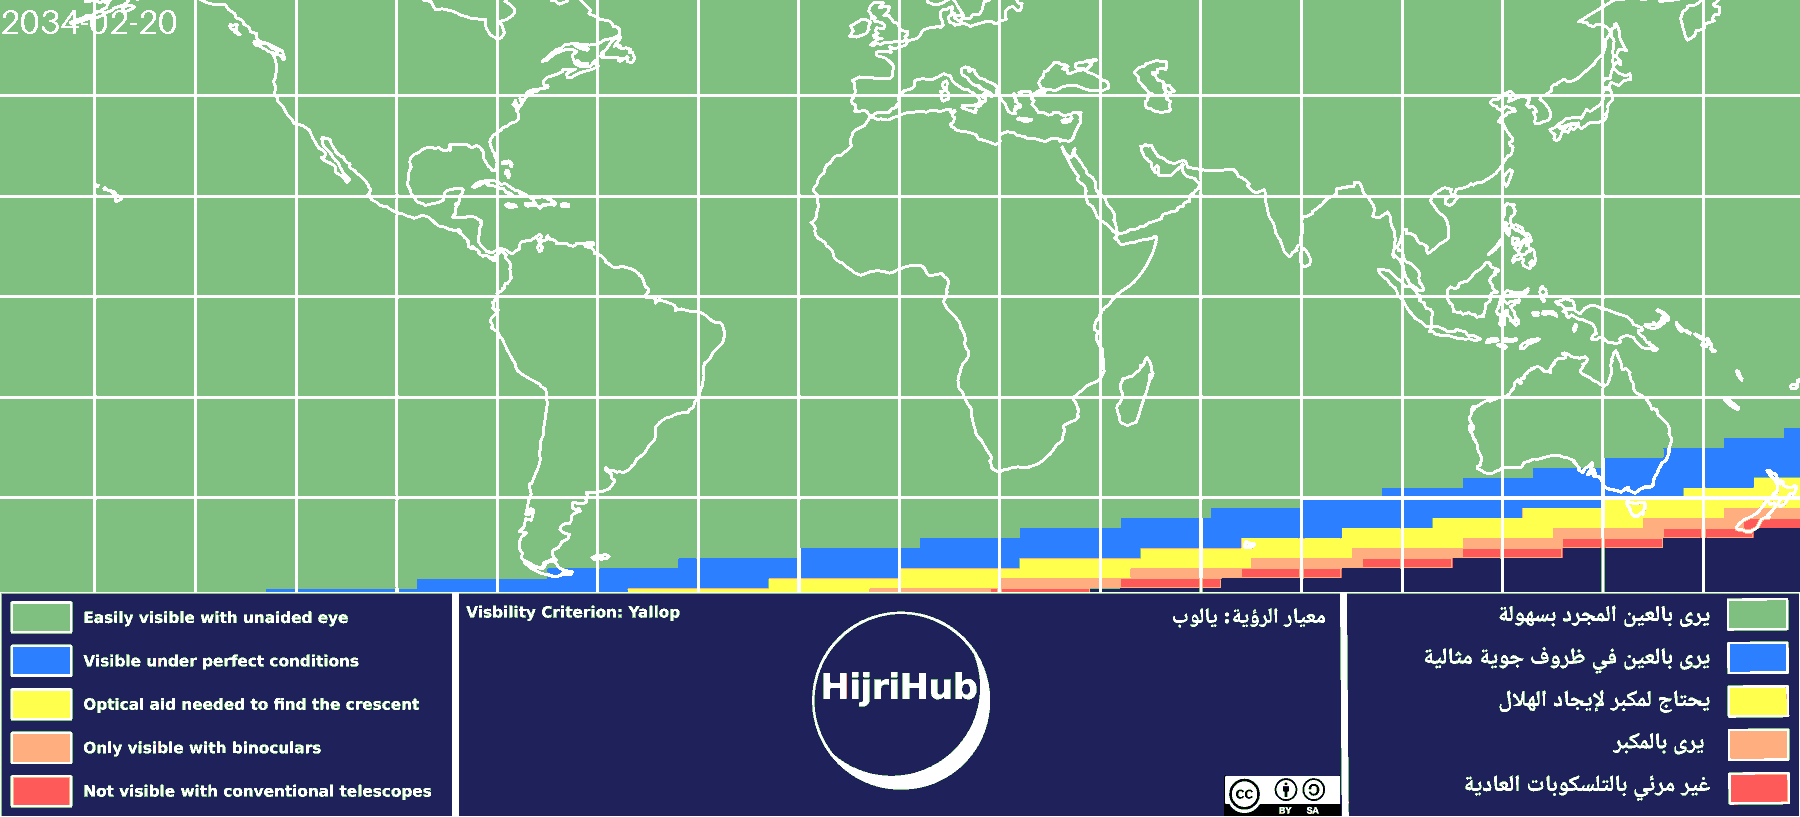 2034-02-20
Easily visible with unaided eye
Visible under perfect conditions
Optical aid needed to find the crescent
Only visible with binoculars
Not visible with conventional telescopes
Visbility Criterion: Yallop
معيار الرؤية: يالوب
HijriHub
cc
BY SA
يرى بالعين المجرد بسهولة
يرى بالعين في ظروف جوية مثالية
يحتاج لمكبر لإيجاد الهلال
يرى بالمكبر
غير مرئي بالتلسكوبات العادية